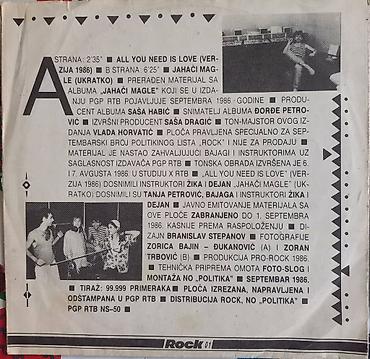 A STRANA: 2'35" ■ ALL YOU NEED IS LOVE (VER-
ZIJA 1986) ■ B STRANA: 6'25" ■ JAHAČI MAG-
LE (UKRATKO) ■ PRERAĐEN MATERIJAL SA
ALBUMA „JAHAČI MAGLE" KOJI SE U IZDA-
NJU PGP RTB POJAVLJUJE SEPTEMBRA 1986. GODINE ■ PRODU-
CENT ALBUMA SAŠA HABIĆ ■ SNIMATELJ ALBUMA ĐORĐE PETRO-
VIĆ ■ IZVRŠNI PRODUCENT SAŠA DRAGIĆ ■ TON-MAJSTOR OVOG IZ-
DANJA VLADA HORVATIĆ ■ PLOČA PRAVLJENA SPECIJALNO ZA SEP-
TEMBARSKI BROJ POLITIKINOG LISTA „ROCK" I NIJE ZA PRODAJU ■
MATERIJAL JE NASTAO ZAHVALJUJUĆI BAJAGI I INSTRUKTORIMA UZ
SAGLASNOST IZDAVAČA PGP RTB ■ TONSKA OBRADA IZVRŠENA JE 6.
I 7. AVGUSTA 1986. U STUDIJU X RTB ■ „ALL YOU NEED IS LOVE" (VER-
ZIJA 1986) DOSNIMILI INSTRUKTORI ŽIKA I DEJAN „JAHAČI MAGLE" (UK-
RATKO) DOSNIMILI SU TANJA PETROVIĆ, BAJAGA I INSTRUKTORI ŽIKA I
DEJAN ■ JAVNO EMITOVANJE MATERIJALA SA
OVE PLOČE ZABRANJENO DO 1. SEPTEMBRA
1986. KASNIJE PREMA RASPOLOŽENJU ■ DI-
ZAJN BRANISLAV STEPANOV ■ FOTOGRAFIJE
ZORICA BAJIN – ĐUKANOVIĆ (A) I ZORAN
TRBOVIĆ (B) ■ PRODUKCIJA PRO-ROCK 1986.
■ TEHNIČKA PRIPREMA OMOTA FOTO-SLOG I
MONTAŽA NO „POLITIKA" ■ SEPTEMBAR 1986.
■ TIRAŽ: 99.999 PRIMERAKA ■ PLOČA IZREZANA, NAPRAVLJENA I
ODŠTAMPANA U PGP RTB ■ DISTRIBUCIJA ROCK, NO „POLITIKA" ■
PGP RTB NS–50 ■
Rock 01